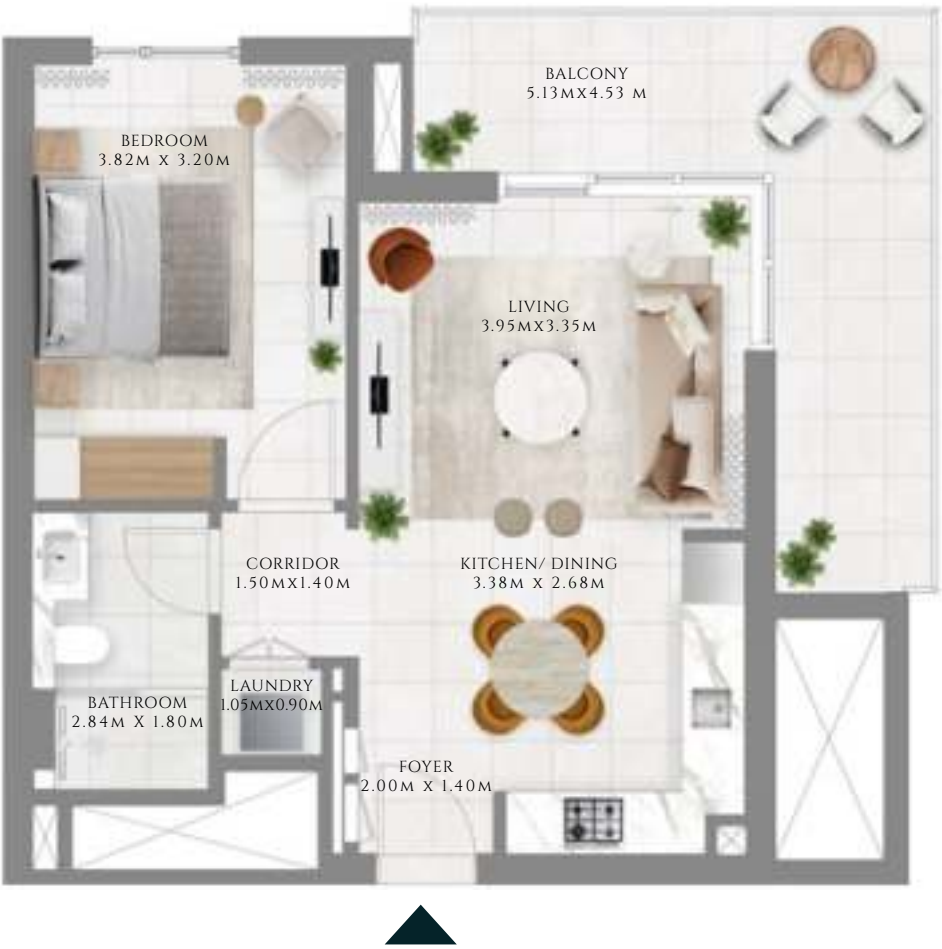 BALCONY
5.13MX4.53 M
BEDROOM
3.82M X 3.20M
LIVING
3.95MX3.35M
CORRIDOR
1.50MX1.40M
KITCHEN/ DINING
3.38M X 2.68M
LAUNDRY
1.05MX0.90M
BATHROOM
2.84M X 1.80M
FOYER
2.00M X 1.40M